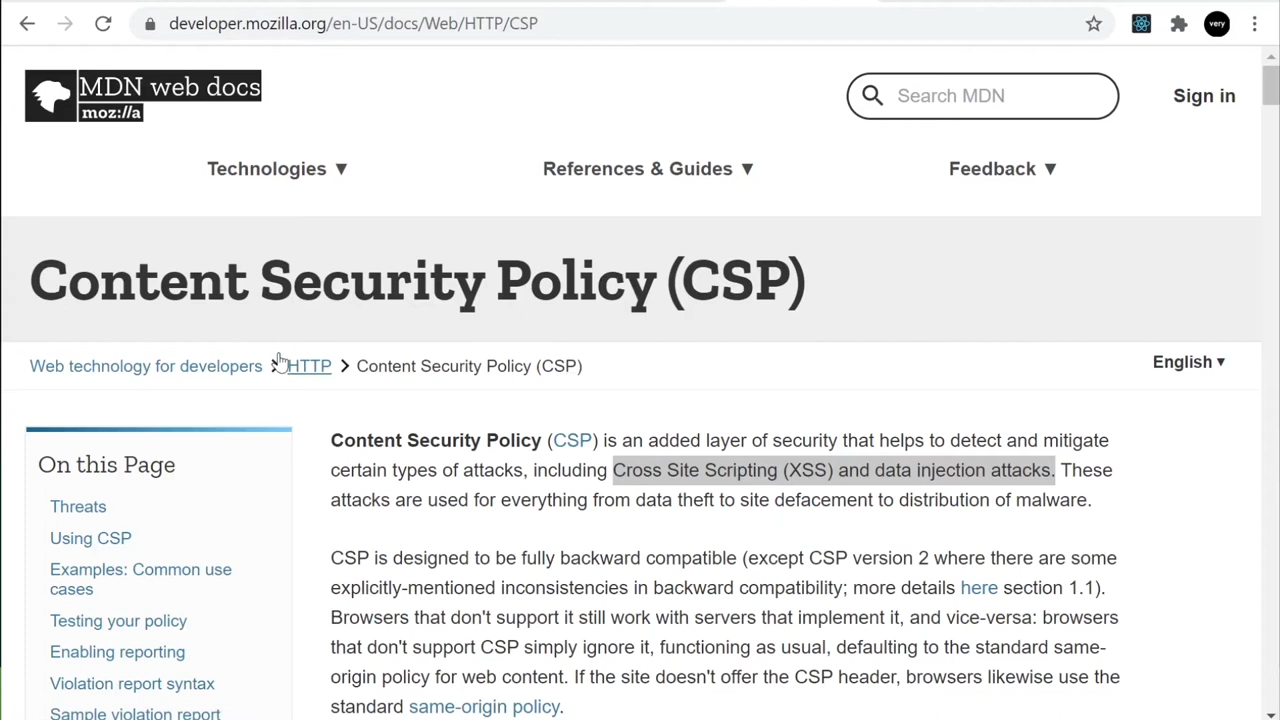 developer.mozilla.org/en-US/docs/Web/HTTP/CSP
very
MDN web docs
moz://a
Search MDN
Sign in
Technologies ▼
References & Guides ▼
Feedback ▼
Content Security Policy (CSP)
Web technology for developers > HTTP > Content Security Policy (CSP)
English ▼
On this Page
Threats
Using CSP
Examples: Common use
cases
Testing your policy
Enabling reporting
Violation report syntax
Sample violation report
Content Security Policy (CSP) is an added layer of security that helps to detect and mitigate
certain types of attacks, including Cross Site Scripting (XSS) and data injection attacks. These
attacks are used for everything from data theft to site defacement to distribution of malware.
CSP is designed to be fully backward compatible (except CSP version 2 where there are some
explicitly-mentioned inconsistencies in backward compatibility; more details here section 1.1).
Browsers that don't support it still work with servers that implement it, and vice-versa: browsers
that don't support CSP simply ignore it, functioning as usual, defaulting to the standard same-
origin policy for web content. If the site doesn't offer the CSP header, browsers likewise use the
standard same-origin policy.